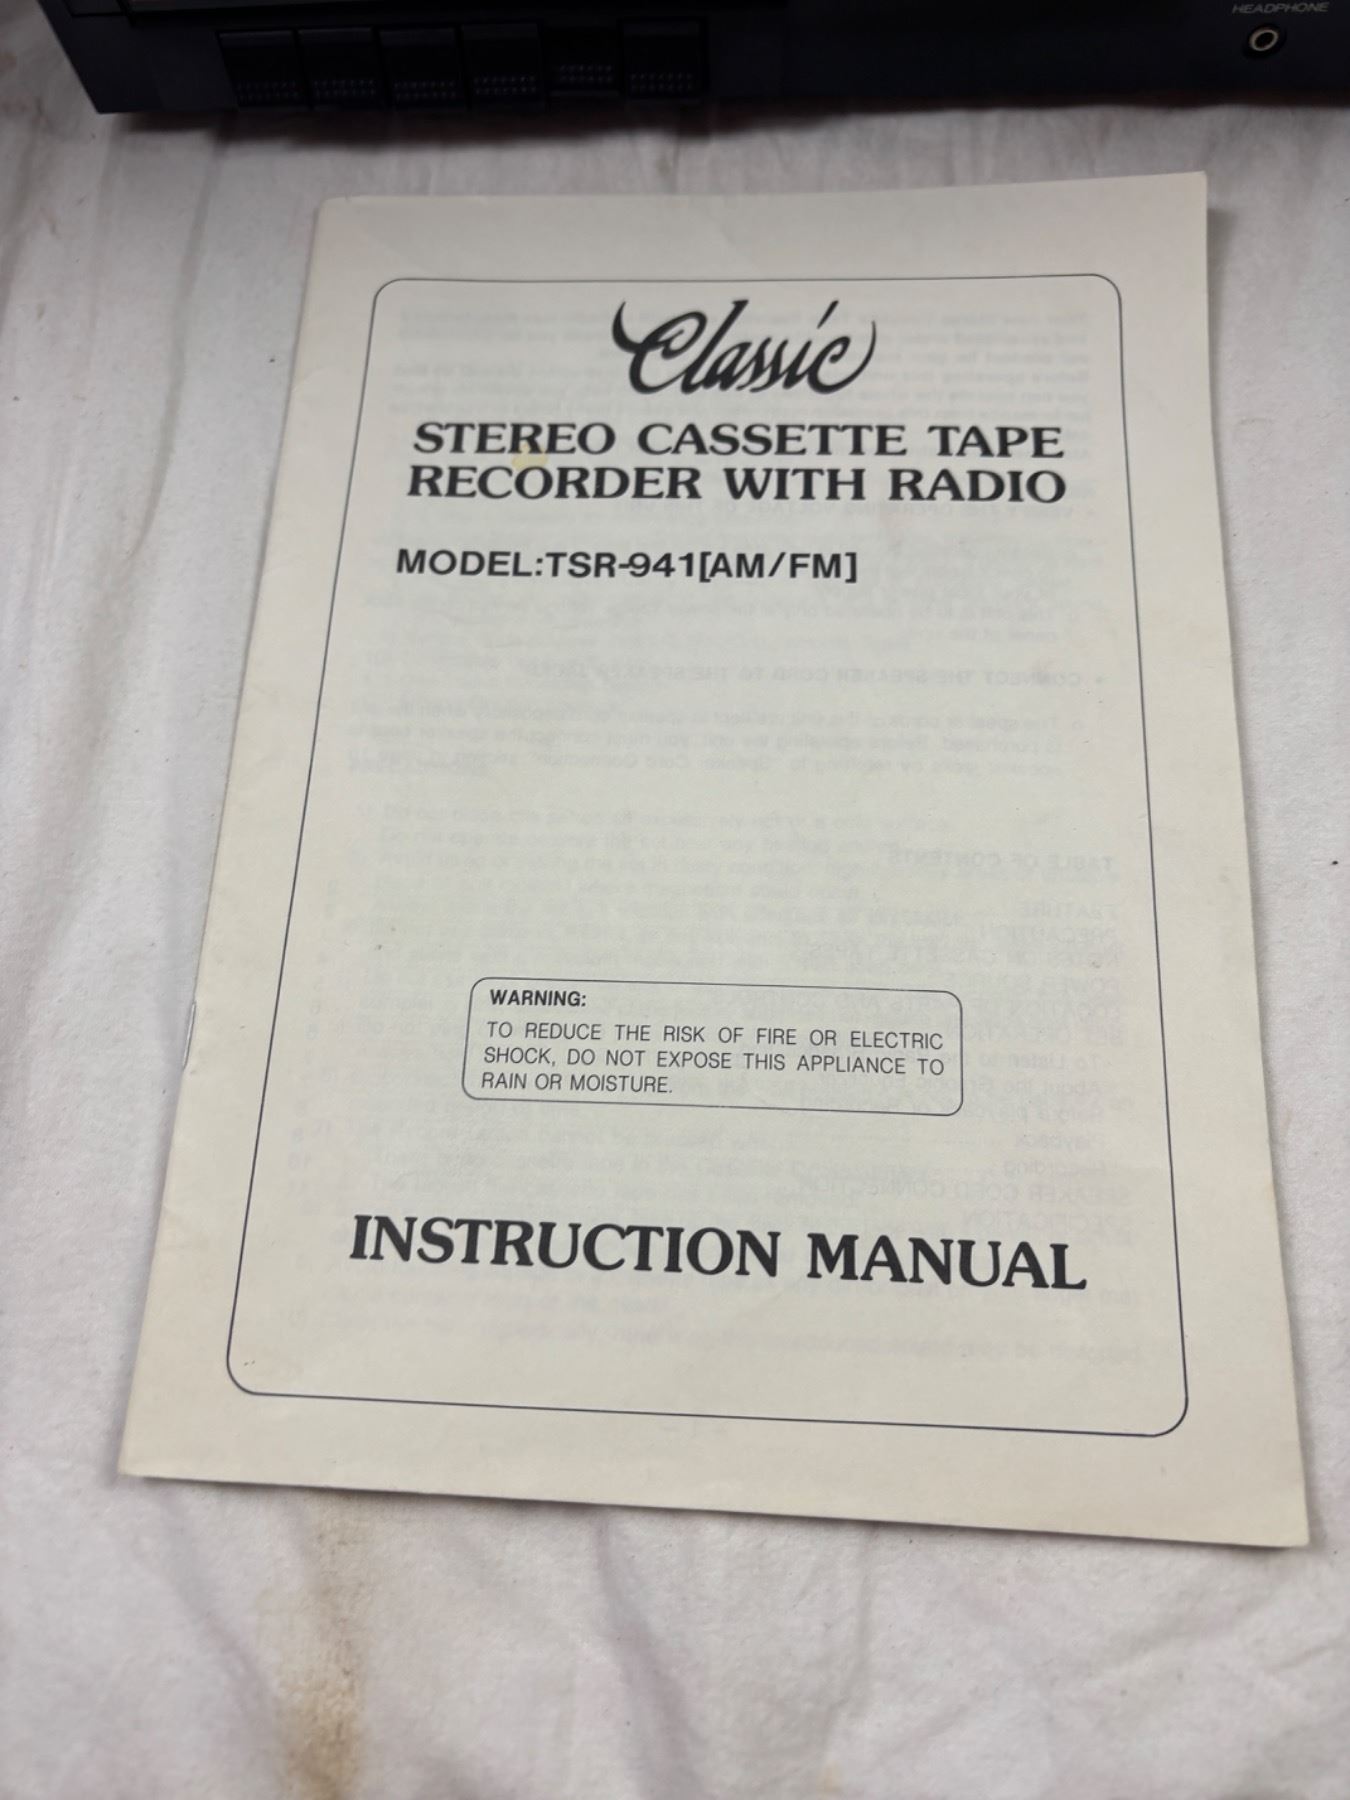 HEADPHONE
Classic
STEREO CASSETTE TAPE
RECORDER WITH RADIO
MODEL:TSR-941[AM/FM]
WARNING:
TO REDUCE THE RISK OF FIRE OR ELECTRIC
SHOCK, DO NOT EXPOSE THIS APPLIANCE TO
RAIN OR MOISTURE.
INSTRUCTION MANUAL